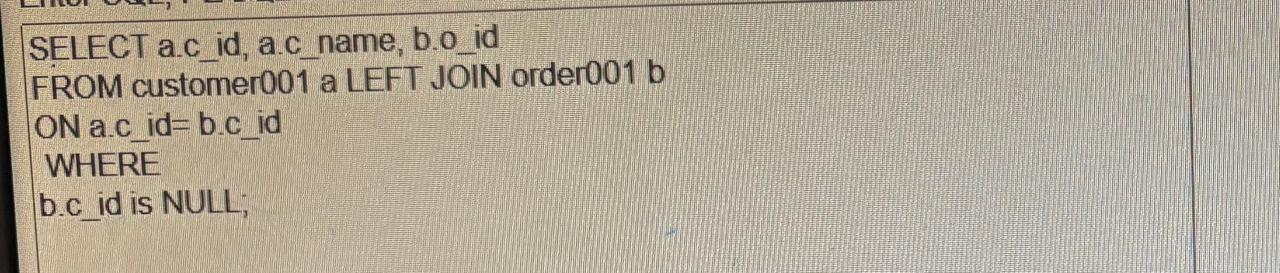 SELECT a.c_id, a.c_name, b.o_id
FROM customer001 a LEFT JOIN order001 b
ON a.c_id= b.c_id
WHERE
b.c_id is NULL;